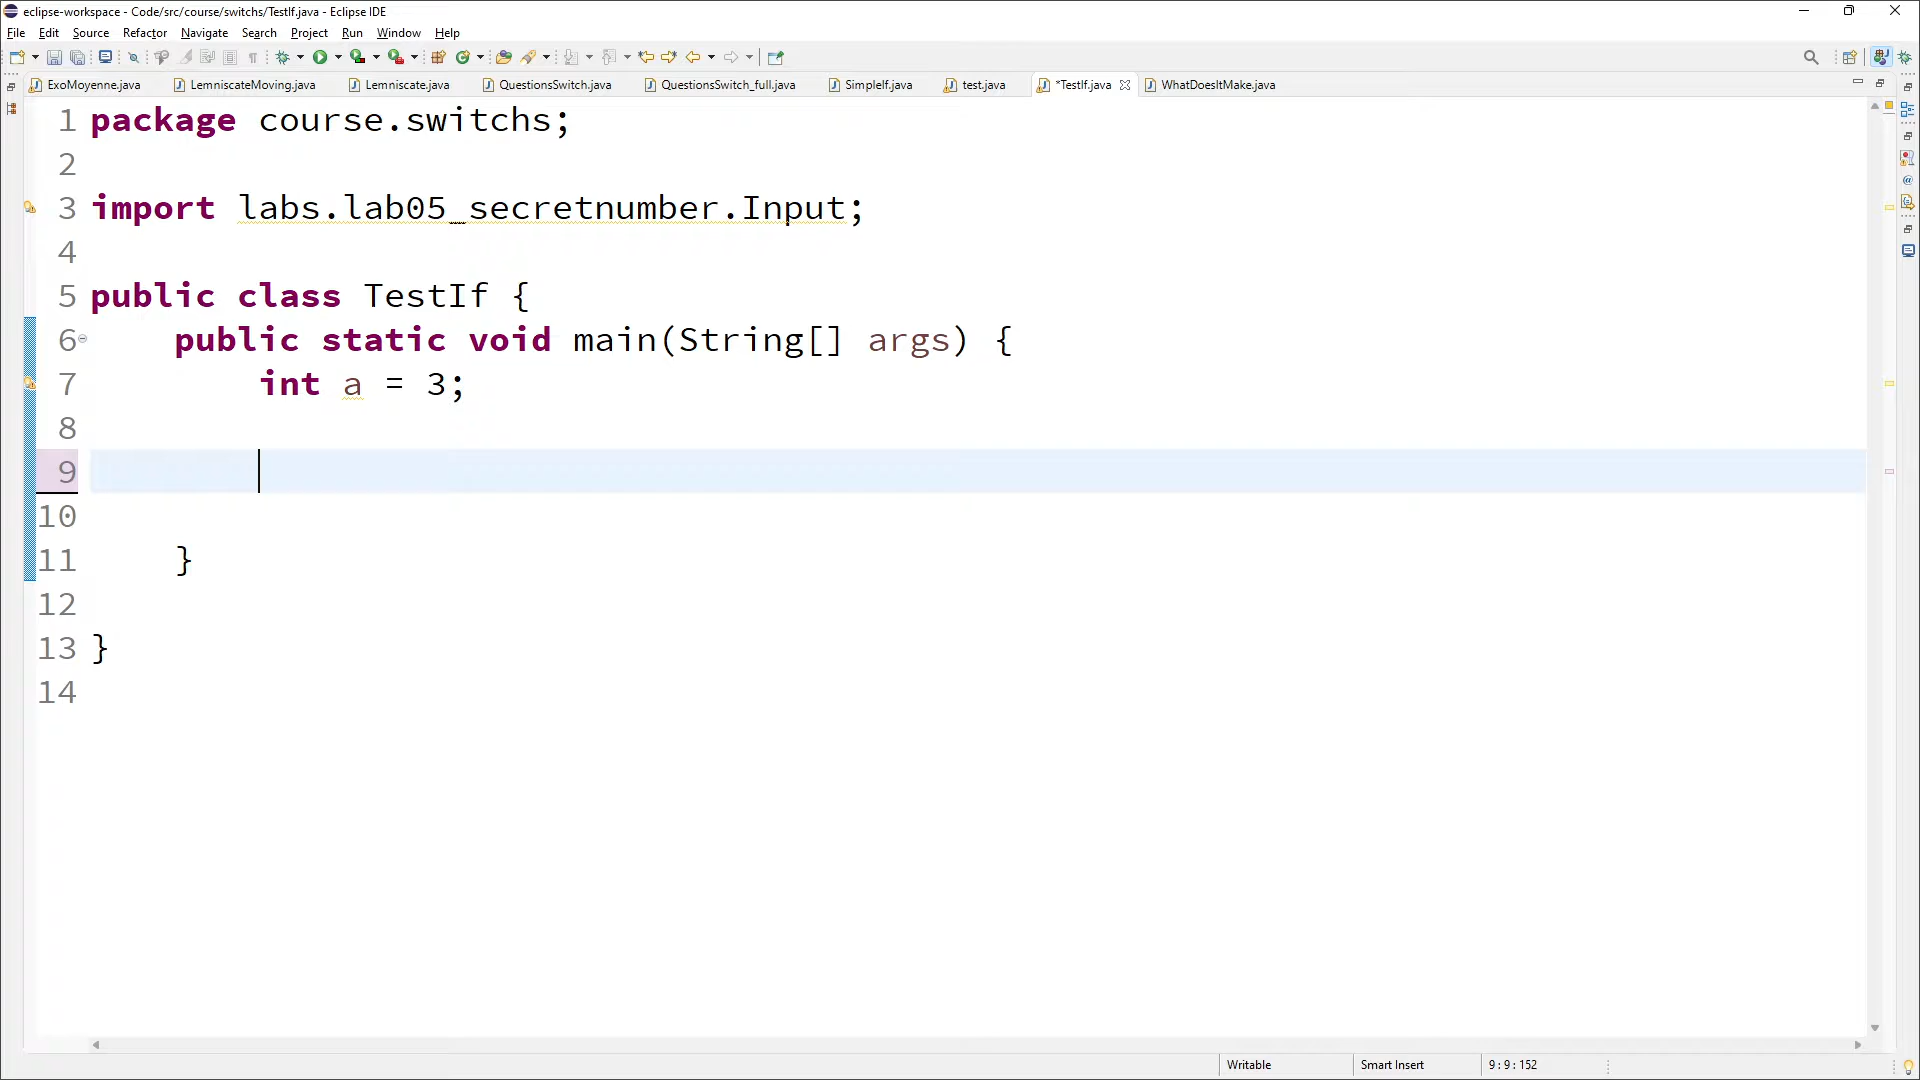 eclipse-workspace - Code/src/course/switchs/TestIf.java - Eclipse IDE
File Edit Source Refactor Navigate Search Project Run Window Help
ExoMoyenne.java LemniscateMoving.java Lemniscate.java QuestionsSwitch.java QuestionsSwitch_full.java SimpleIf.java test.java *TestIf.java WhatDoesItMake.java
1 package course.switchs;
2
3 import labs.lab05_secretnumber.Input;
4
5 public class TestIf {
6 public static void main(String[] args) {
7 int a = 3;
8
9
10
11 }
12
13 }
14
Writable Smart Insert 9 : 9 : 152